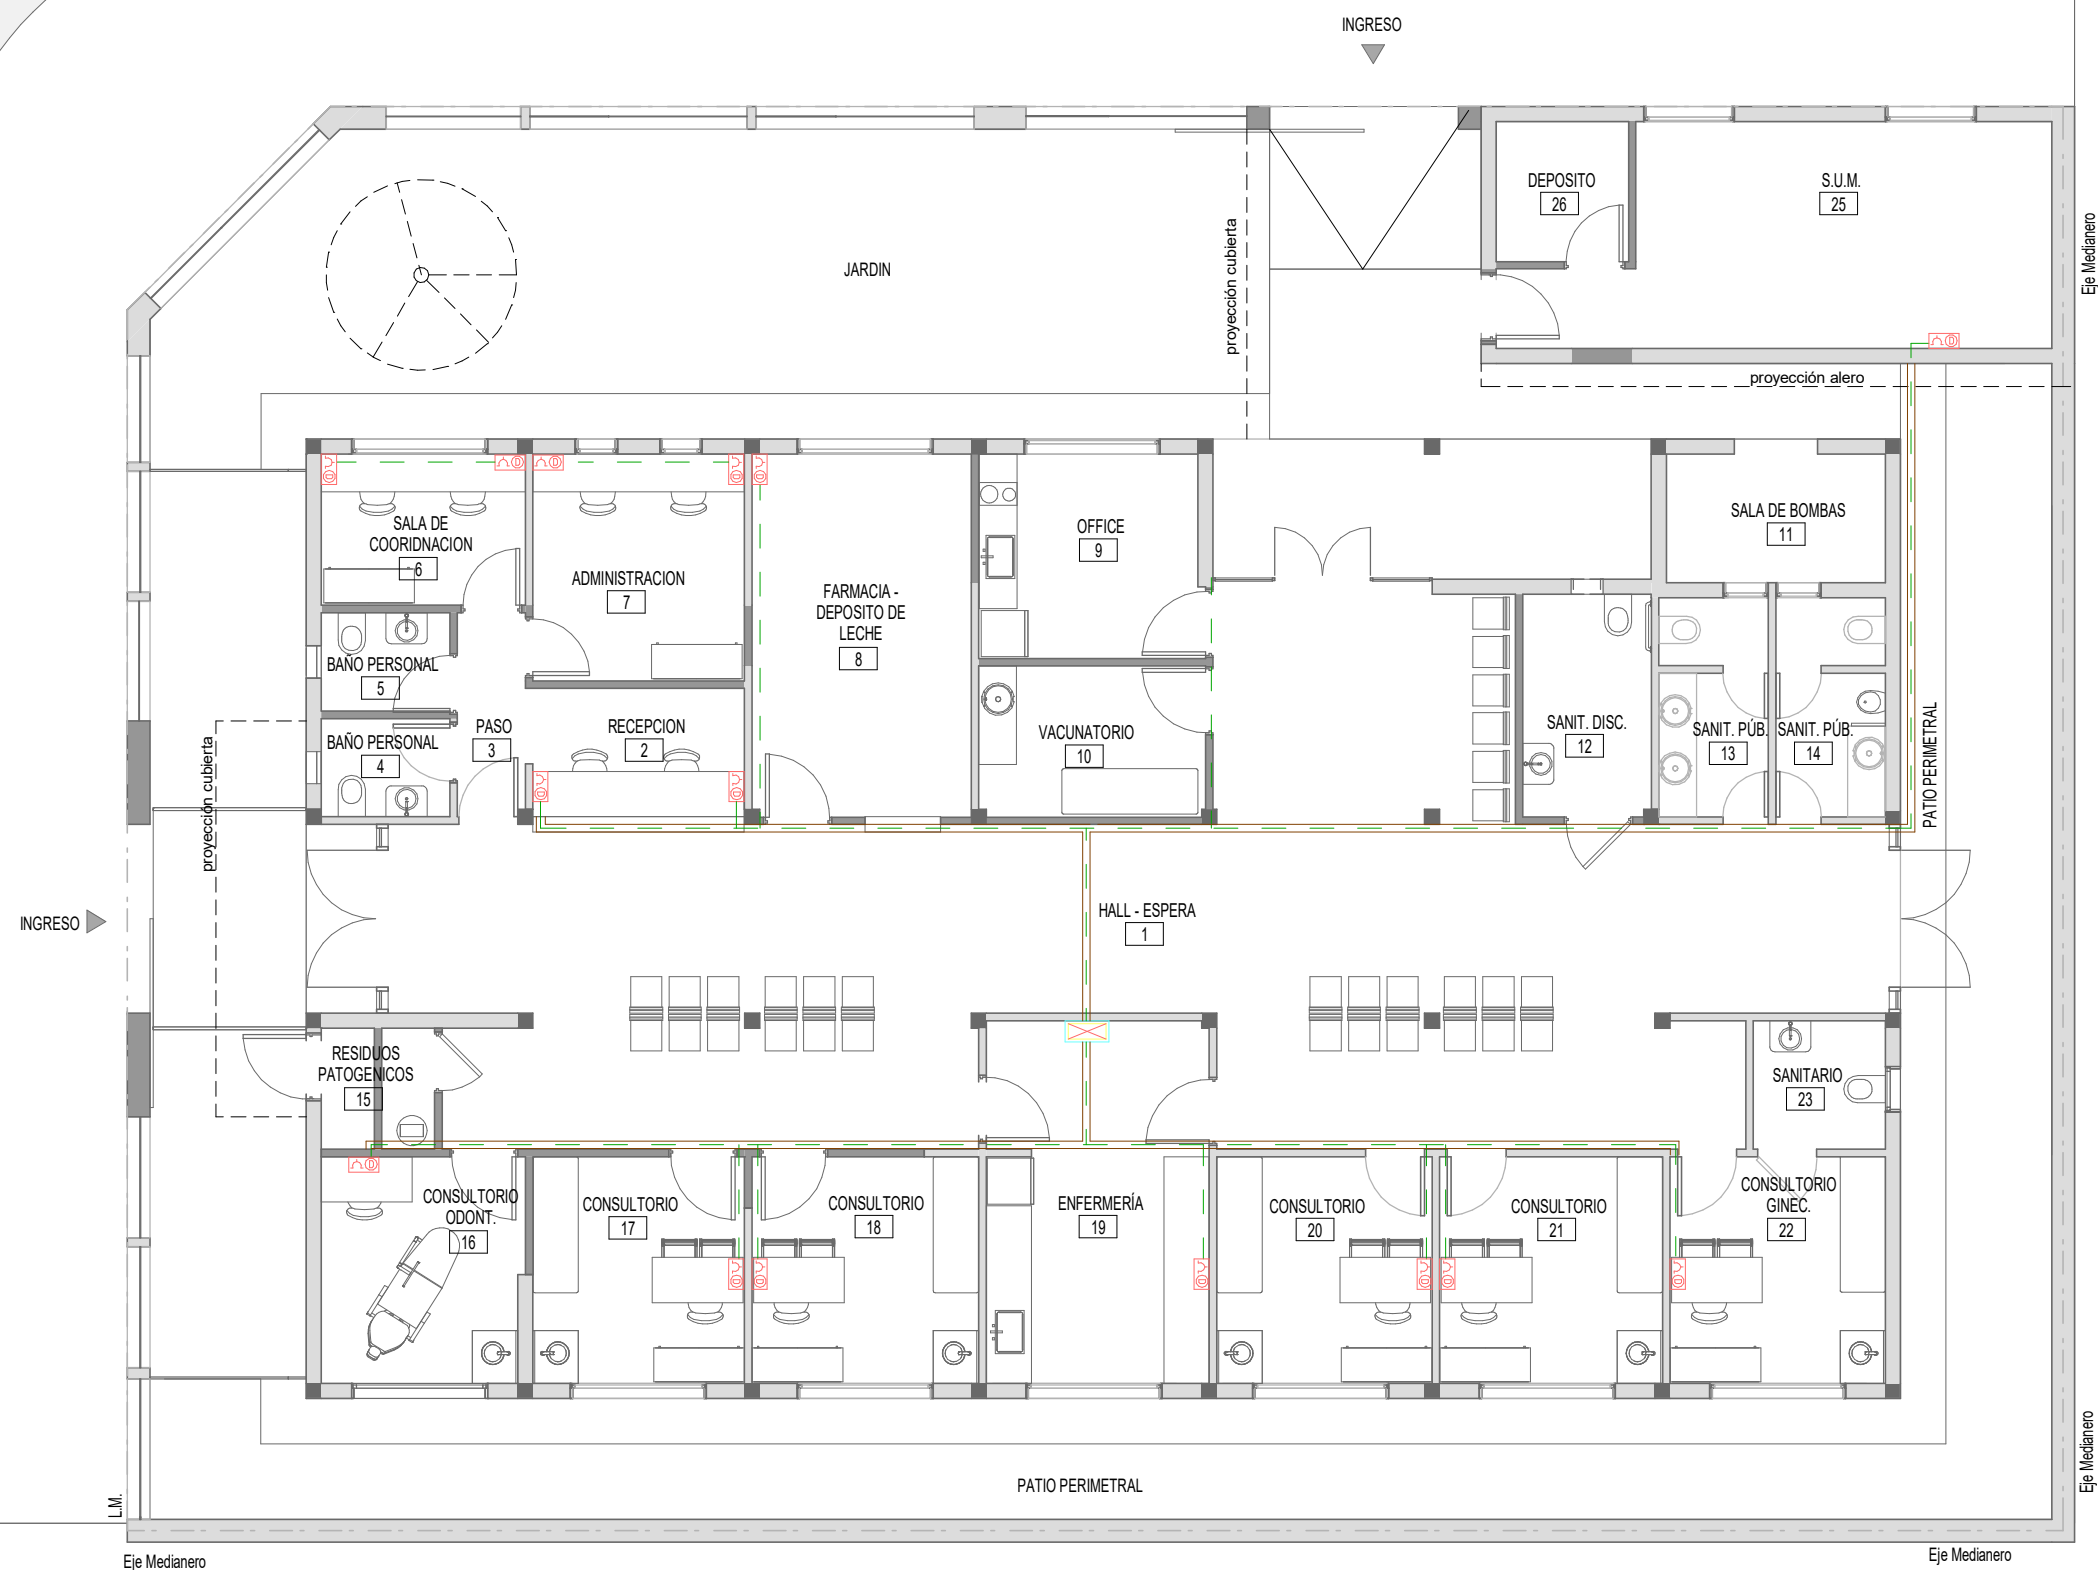 INGRESO
DEPOSITO
26
S.U.M.
25
Eje Medianero
proyección cubierta
JARDIN
proyección alero
SALA DE
COORIDNACION
6
ADMINISTRACION
7
FARMACIA -
DEPOSITO DE
LECHE
8
OFFICE
9
SALA DE BOMBAS
11
BAÑO PERSONAL
5
BAÑO PERSONAL
4
PASO
3
RECEPCION
2
VACUNATORIO
10
SANIT. DISC.
12
SANIT. PÚB.
13
SANIT. PÚB.
14
PATIO PERIMETRAL
proyección cubierta
INGRESO
HALL - ESPERA
1
RESIDUOS
PATOGENICOS
15
SANITARIO
23
CONSULTORIO
ODONT.
16
CONSULTORIO
17
CONSULTORIO
18
ENFERMERÍA
19
CONSULTORIO
20
CONSULTORIO
21
CONSULTORIO
GINEC.
22
PATIO PERIMETRAL
L.M.
Eje Medianero
Eje Medianero
Eje Medianero